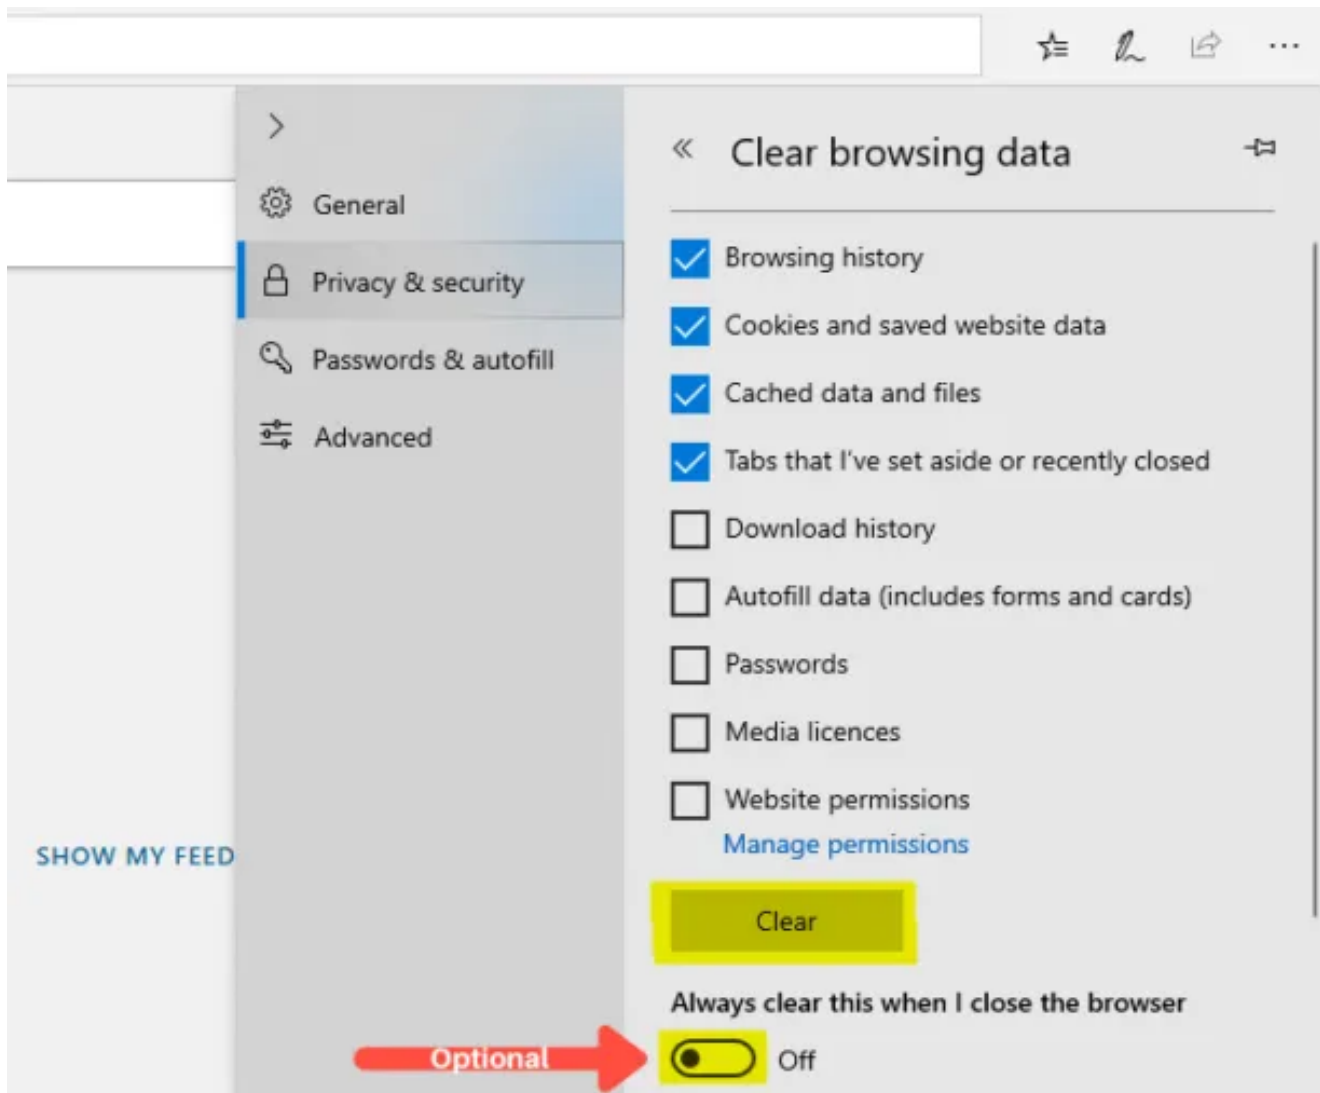 General
Privacy & security
Passwords & autofill
Advanced
SHOW MY FEED
Clear browsing data
Browsing history
Cookies and saved website data
Cached data and files
Tabs that I've set aside or recently closed
Download history
Autofill data (includes forms and cards)
Passwords
Media licences
Website permissions
Manage permissions
Clear
Always clear this when I close the browser
Optional
Off